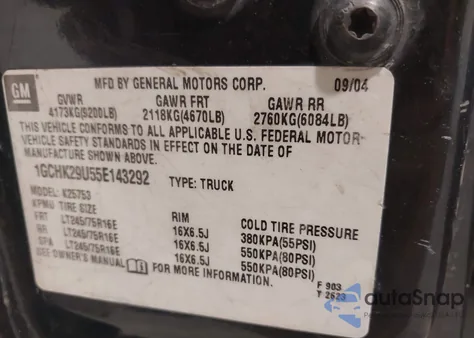 GM
MFD BY GENERAL MOTORS CORP. 09/04
GVWR GAWR FRT GAWR RR
4173KG(9200LB) 2118KG(4670LB) 2760KG(6084LB)
THIS VEHICLE CONFORMS TO ALL APPLICABLE U.S. FEDERAL MOTOR
VEHICLE SAFETY STANDARDS IN EFFECT ON THE DATE OF
MANUFACTURE SHOWN ABOVE.
1GCHK29U55E143292 TYPE: TRUCK
MODEL: K25753
TIRE SIZE RIM COLD TIRE PRESSURE
FRT LT245/75R16E 16X6.5J 380KPA(55PSI)
RR LT245/75R16E 16X6.5J 550KPA(80PSI)
SPA LT245/75R16E 16X6.5J 550KPA(80PSI)
SEE OWNER'S MANUAL FOR MORE INFORMATION.
F 903
T 2623
autoSnap